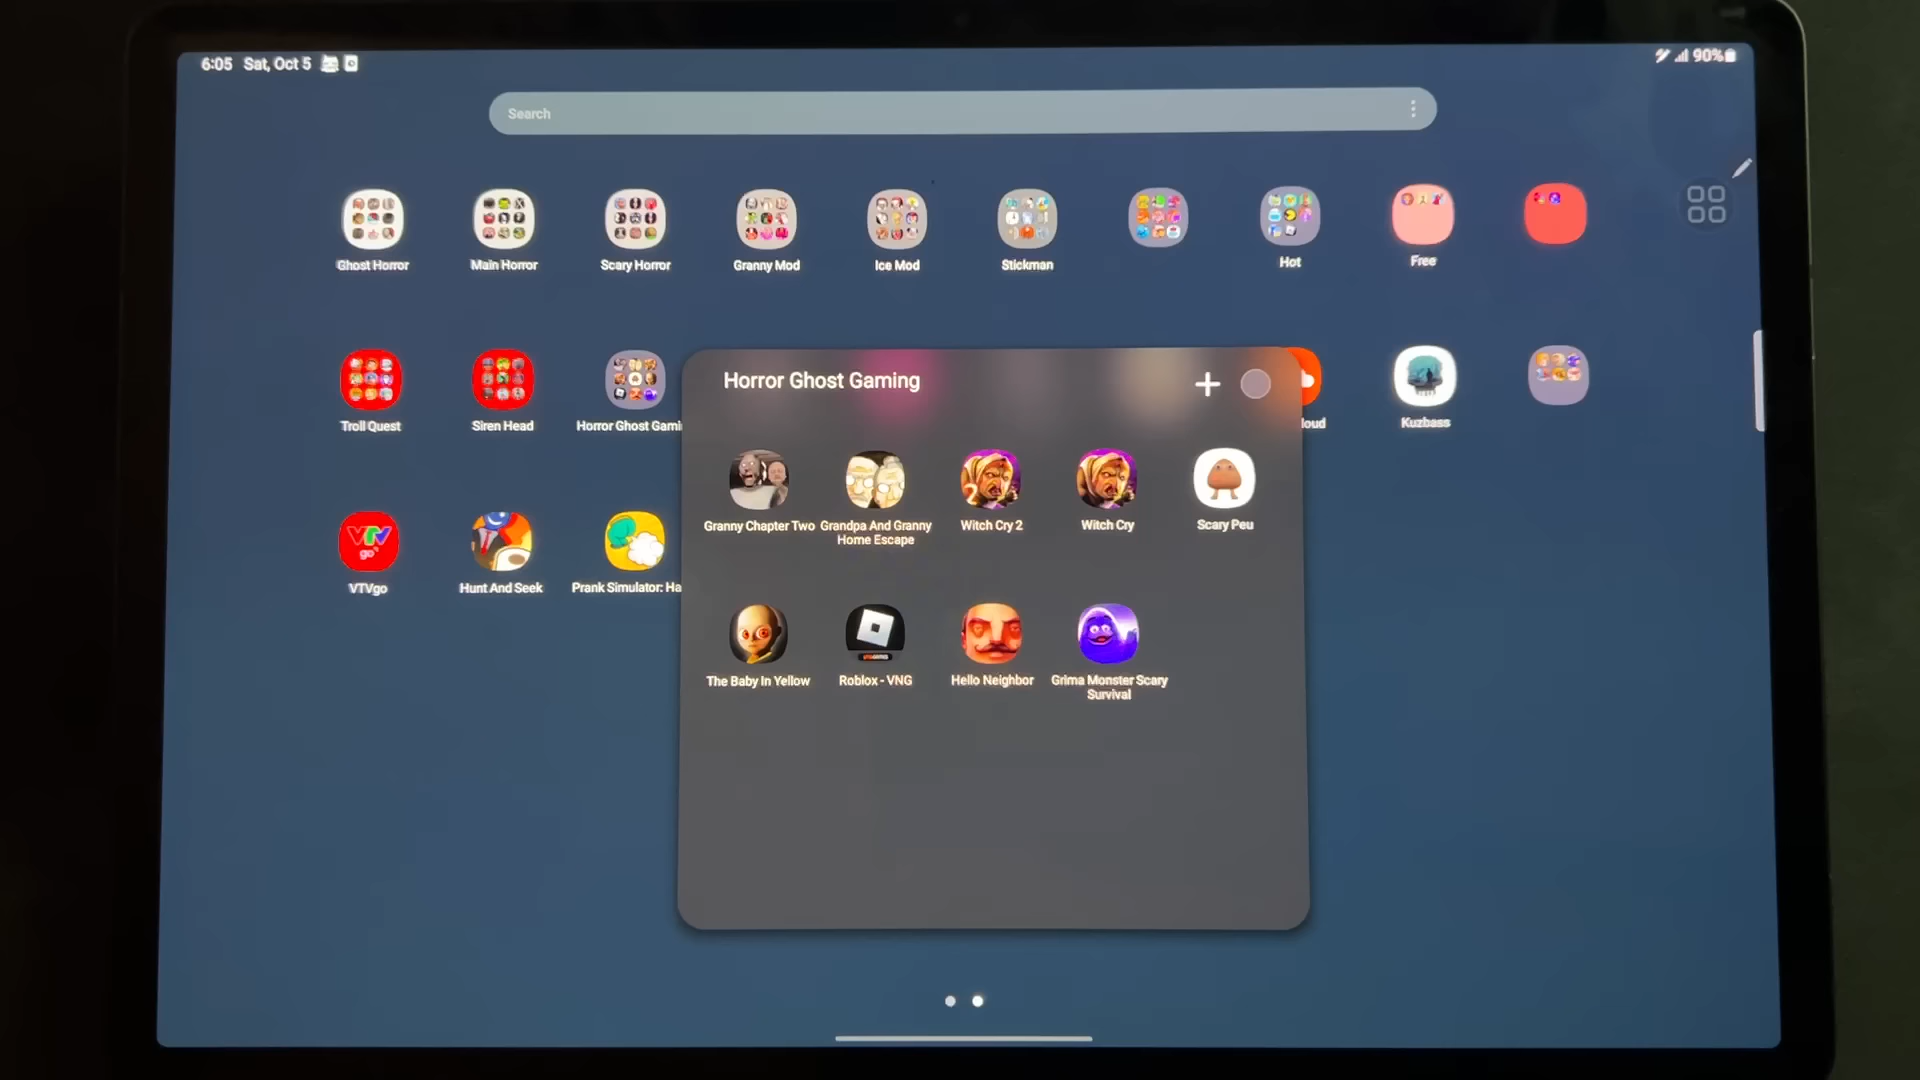 6:05 Sat, Oct 5
90%
Search
Ghost Horror
Main Horror
Scary Horror
Granny Mod
Ice Mod
Stickman
Hot
Free
Troll Quest
Siren Head
Horror Ghost Gami
Horror Ghost Gaming
loud
Kuzbass
Granny Chapter Two
Grandpa And Granny
Home Escape
Witch Cry 2
Witch Cry
Scary Peu
2
VTV
go
VTVgo
Hunt And Seek
Prank Simulator: Ha
The Baby In Yellow
Roblox - VNG
Hello Neighbor
Grima Monster Scary
Survival